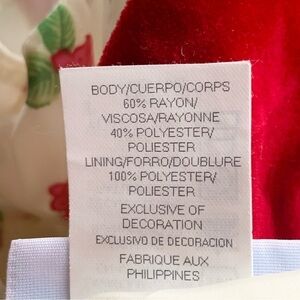 BODY/CUERPO/CORPS
60% RAYON/
VISCOSA/RAYONNE
40% POLYESTER/
POLIESTER
LINING/FORRO/DOUBLURE
100% POLYESTER/
POLIESTER
EXCLUSIVE OF
DECORATION
EXCLUSIVO DE DECORACION
FABRIQUE AUX
PHILIPPINES